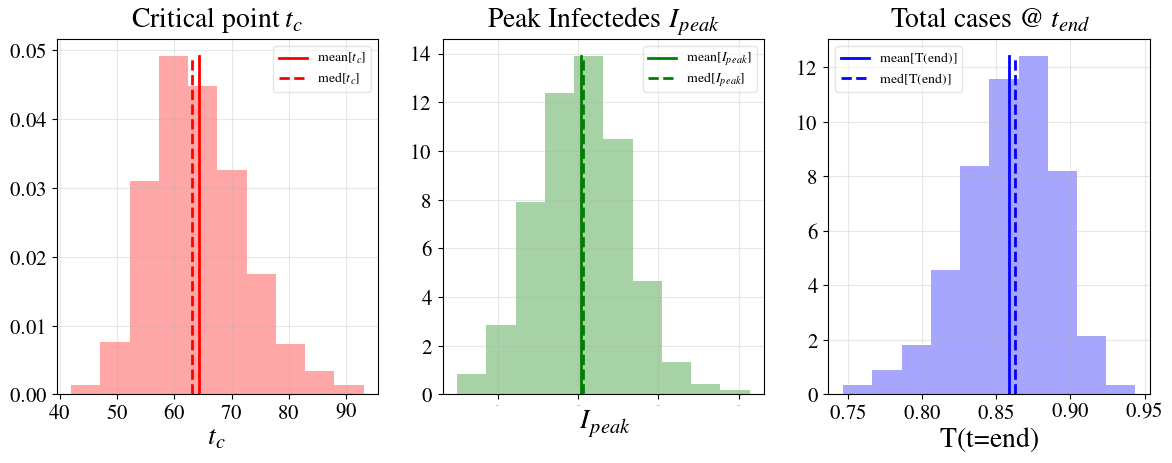 Critical point t_c
0.05
0.04
0.03
0.02
0.01
0.00
mean[t_c]
med[t_c]
40 50 60 70 80 90
t_c
Peak Infectedes I_peak
14
12
10
8
6
4
2
0
mean[I_peak]
med[I_peak]
I_peak
Total cases @ t_end
12
10
8
6
4
2
0
mean[T(end)]
med[T(end)]
0.75 0.80 0.85 0.90 0.95
T(t=end)